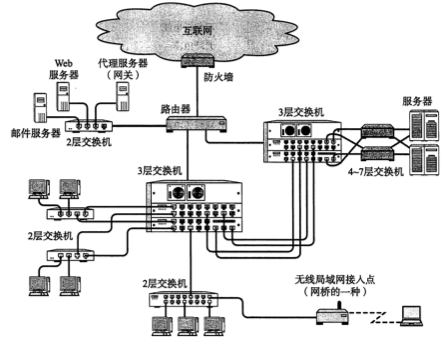 互联网
Web
服务器
代理服务器
（网关）
防火墙
邮件服务器
2层交换机
路由器
3层交换机
服务器
4~7层交换机
3层交换机
2层交换机
2层交换机
无线局域网接入点
（网桥的一种）